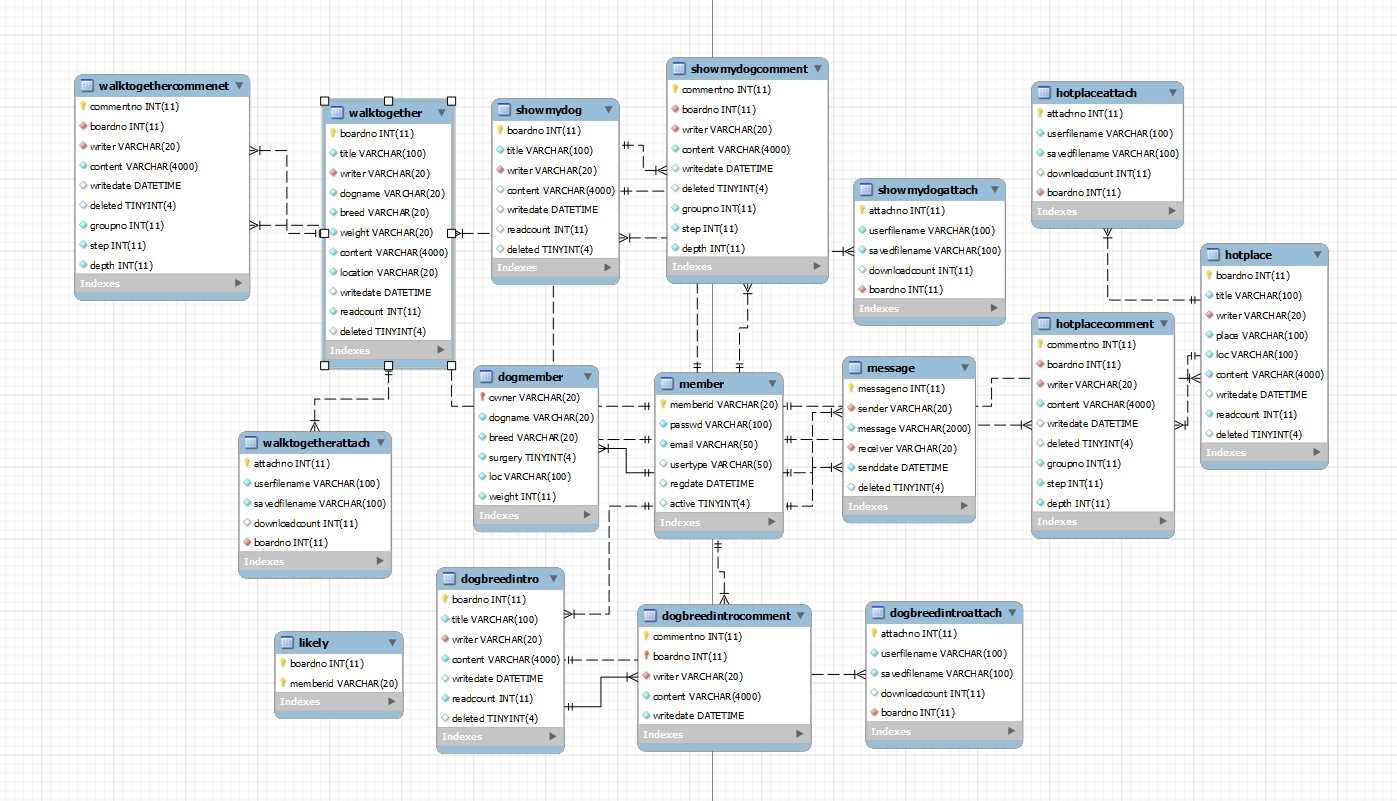 walktogethercommenet
commentno INT(11)
boardno INT(11)
writer VARCHAR(20)
content VARCHAR(4000)
writedate DATETIME
deleted TINYINT(4)
groupno INT(11)
step INT(11)
depth INT(11)
Indexes
walktogether
boardno INT(11)
title VARCHAR(100)
writer VARCHAR(20)
dogname VARCHAR(20)
breed VARCHAR(20)
weight VARCHAR(20)
content VARCHAR(4000)
location VARCHAR(20)
writedate DATETIME
readcount INT(11)
deleted TINYINT(4)
Indexes
showmydog
boardno INT(11)
title VARCHAR(100)
writer VARCHAR(20)
content VARCHAR(4000)
writedate DATETIME
readcount INT(11)
deleted TINYINT(4)
Indexes
showmydogcomment
commentno INT(11)
boardno INT(11)
writer VARCHAR(20)
content VARCHAR(4000)
writedate DATETIME
deleted TINYINT(4)
groupno INT(11)
step INT(11)
depth INT(11)
Indexes
showmydogattach
attachno INT(11)
userfilename VARCHAR(100)
savedfilename VARCHAR(100)
downloadcount INT(11)
boardno INT(11)
Indexes
hotplaceattach
attachno INT(11)
userfilename VARCHAR(100)
savedfilename VARCHAR(100)
downloadcount INT(11)
boardno INT(11)
Indexes
hotplace
boardno INT(11)
title VARCHAR(100)
writer VARCHAR(20)
place VARCHAR(100)
loc VARCHAR(100)
content VARCHAR(4000)
writedate DATETIME
readcount INT(11)
deleted TINYINT(4)
Indexes
hotplacecomment
commentno INT(11)
boardno INT(11)
writer VARCHAR(20)
content VARCHAR(4000)
writedate DATETIME
deleted TINYINT(4)
groupno INT(11)
step INT(11)
depth INT(11)
Indexes
walktogetherattach
attachno INT(11)
userfilename VARCHAR(100)
savedfilename VARCHAR(100)
downloadcount INT(11)
boardno INT(11)
Indexes
dogmember
owner VARCHAR(20)
dogname VARCHAR(20)
breed VARCHAR(20)
surgery TINYINT(4)
loc VARCHAR(100)
weight INT(11)
Indexes
member
memberid VARCHAR(20)
passwd VARCHAR(100)
email VARCHAR(50)
usertype VARCHAR(50)
regdate DATETIME
active TINYINT(4)
Indexes
message
messageno INT(11)
sender VARCHAR(20)
message VARCHAR(2000)
receiver VARCHAR(20)
senddate DATETIME
deleted TINYINT(4)
Indexes
likely
boardno INT(11)
memberid VARCHAR(20)
Indexes
dogbreedintro
boardno INT(11)
title VARCHAR(100)
writer VARCHAR(20)
content VARCHAR(4000)
writedate DATETIME
readcount INT(11)
deleted TINYINT(4)
Indexes
dogbreedintrocomment
commentno INT(11)
boardno INT(11)
writer VARCHAR(20)
content VARCHAR(4000)
writedate DATETIME
Indexes
dogbreedintroattach
attachno INT(11)
userfilename VARCHAR(100)
savedfilename VARCHAR(100)
downloadcount INT(11)
boardno INT(11)
Indexes